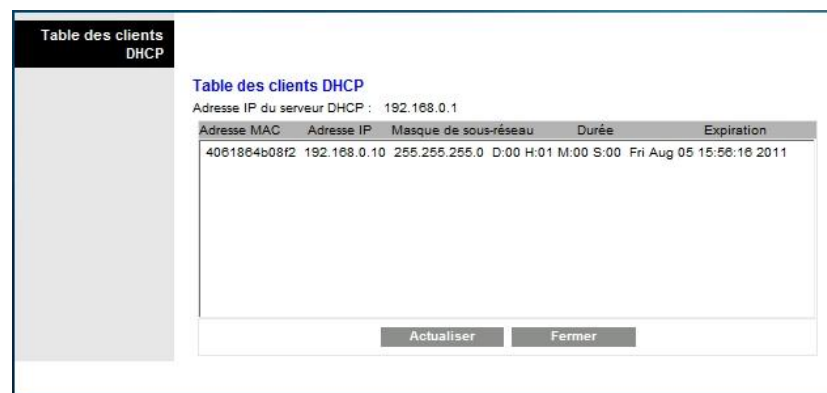 Table des clients
DHCP
Table des clients DHCP
Adresse IP du serveur DHCP : 192.168.0.1
Adresse MAC Adresse IP Masque de sous-réseau Durée Expiration
4061864b08f2 192.168.0.10 255.255.255.0 D:00 H:01 M:00 S:00 Fri Aug 05 15:56:16 2011
Actualiser Fermer